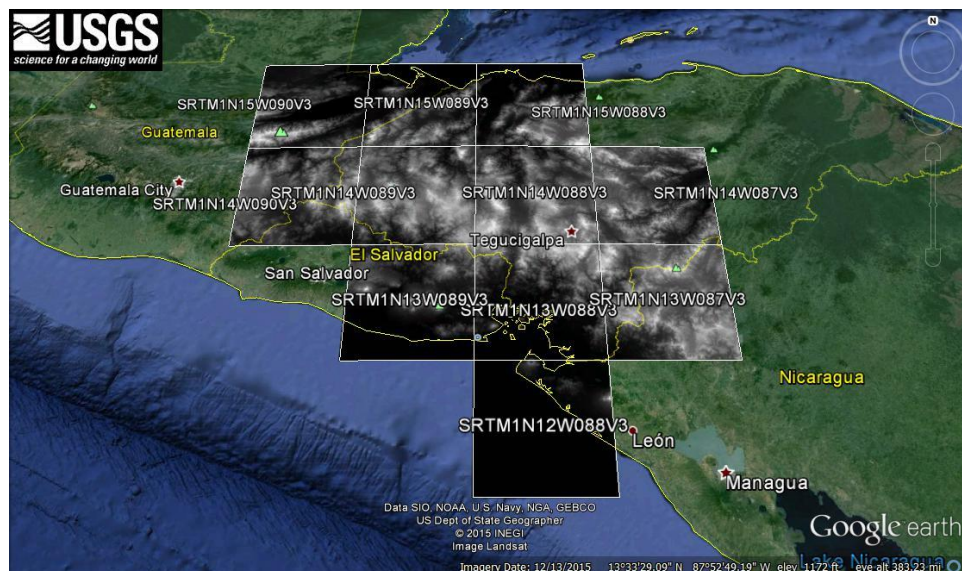 USGS
science for a changing world
N
SRTM1N15W090V3
SRTM1N15W089V3
SRTM1N15W088V3
Guatemala
Guatemala City
SRTM1N14W090V3
SRTM1N14W089V3
SRTM1N14W088V3
SRTM1N14W087V3
Tegucigalpa
El Salvador
San Salvador
SRTM1N13W089V3
SRTM1N13W088V3
SRTM1N13W087V3
Nicaragua
SRTM1N12W088V3
León
Managua
Data SIO, NOAA, U.S. Navy, NGA, GEBCO
US Dept of State Geographer
© 2015 INEGI
Image Landsat
Google earth
Lake Nicaragua
Imagery Date: 12/13/2015 13°33'29.09" N 87°52'49.19" W elev 1172 ft eye alt 383.23 mi